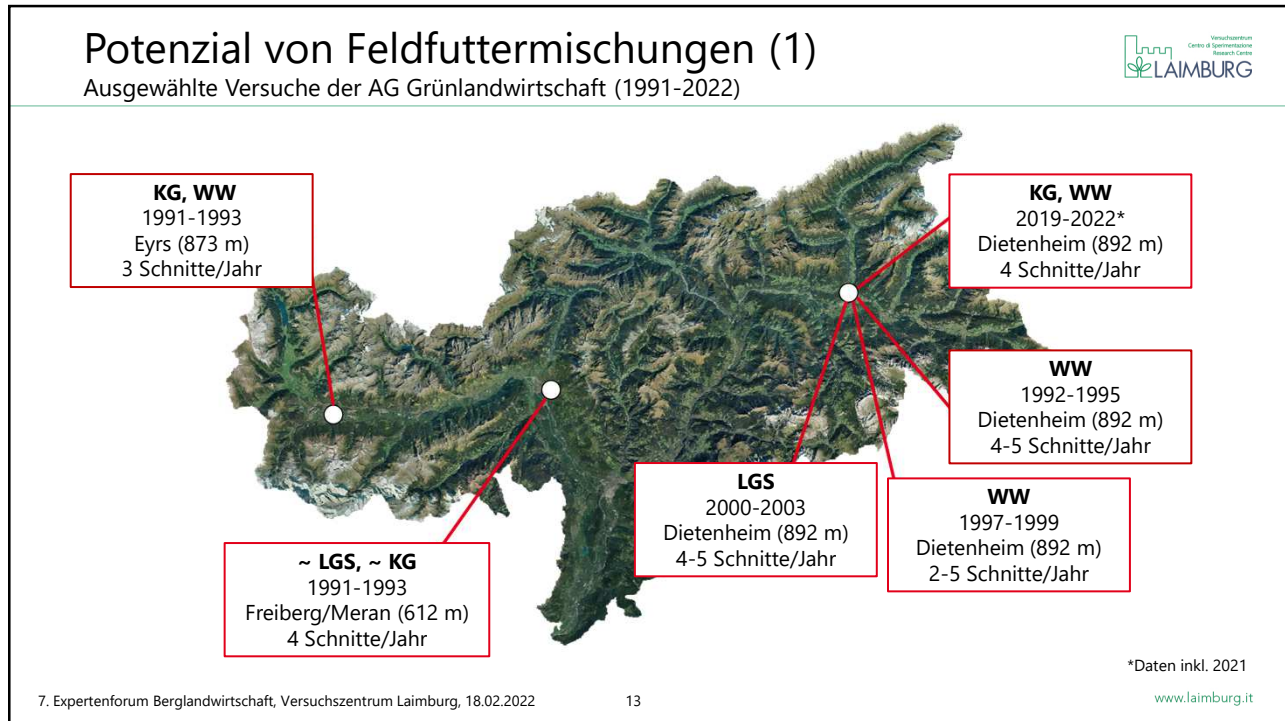 Potenzial von Feldfuttermischungen (1)
Ausgewählte Versuche der AG Grünlandwirtschaft (1991-2022)
Versuchszentrum
Centro di Sperimentazione
Research Centre
LAIMBURG
KG, WW
1991-1993
Eyrs (873 m)
3 Schnitte/Jahr
KG, WW
2019-2022*
Dietenheim (892 m)
4 Schnitte/Jahr
WW
1992-1995
Dietenheim (892 m)
4-5 Schnitte/Jahr
LGS
2000-2003
Dietenheim (892 m)
4-5 Schnitte/Jahr
WW
1997-1999
Dietenheim (892 m)
2-5 Schnitte/Jahr
~ LGS, ~ KG
1991-1993
Freiberg/Meran (612 m)
4 Schnitte/Jahr
*Daten inkl. 2021
7. Expertenforum Berglandwirtschaft, Versuchszentrum Laimburg, 18.02.2022
13
www.laimburg.it